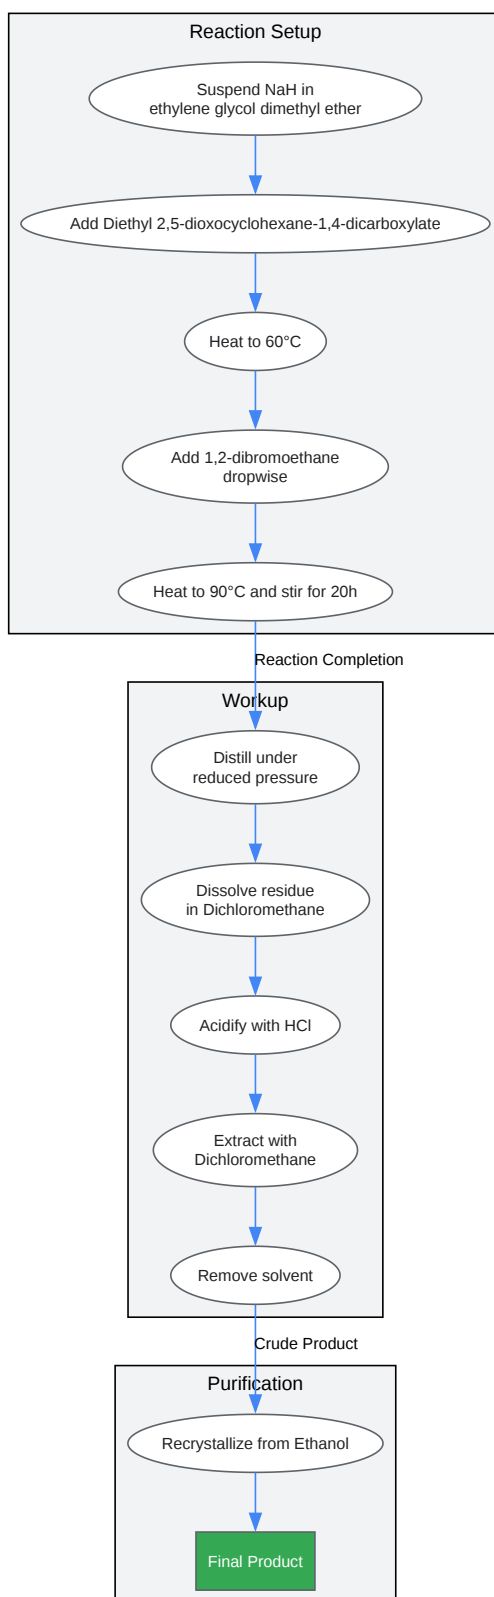 Reaction Setup
Suspend NaH in
ethylene glycol dimethyl ether
Add Diethyl 2,5-dioxocyclohexane-1,4-dicarboxylate
Heat to 60°C
Add 1,2-dibromoethane
dropwise
Heat to 90°C and stir for 20h
Reaction Completion
Workup
Distill under
reduced pressure
Dissolve residue
in Dichloromethane
Acidify with HCl
Extract with
Dichloromethane
Remove solvent
Crude Product
Purification
Recrystallize from Ethanol
Final Product